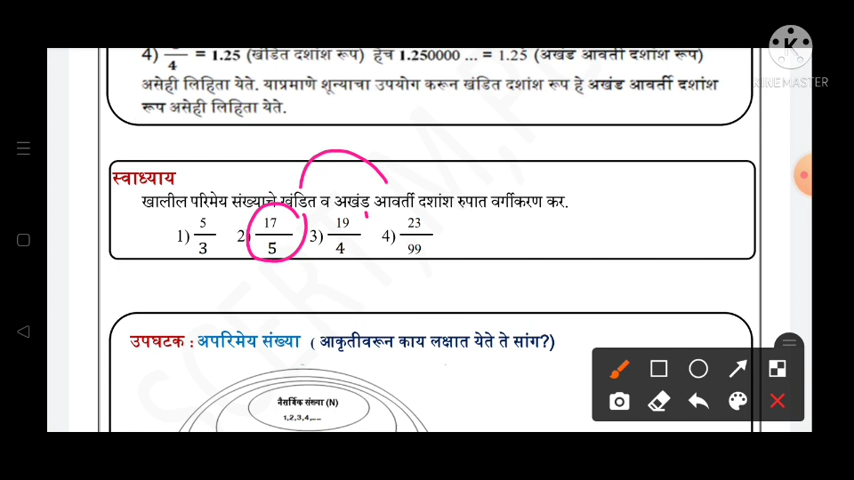 4) — = 1.25 (खंडित दशांश रूप) हेच 1.250000 ... = 1.25 (अखंड आवर्ती दशांश रूप)
4
असेही लिहिता येते. याप्रमाणे शून्याचा उपयोग करून खंडित दशांश रूप हे अखंड आवर्ती दशांश
रूप असेही लिहिता येते.
KINEMASTER
स्वाध्याय
खालील परिमेय संख्याचे खंडित व अखंड आवर्ती दशांश रुपात वर्गीकरण कर.
1) 5/3 2) 17/5 3) 19/4 4) 23/99
उपघटक : अपरिमेय संख्या ( आकृतीवरून काय लक्षात येते ते सांग?)
नैसर्गिक संख्या (N)
1,2,3,4,.....